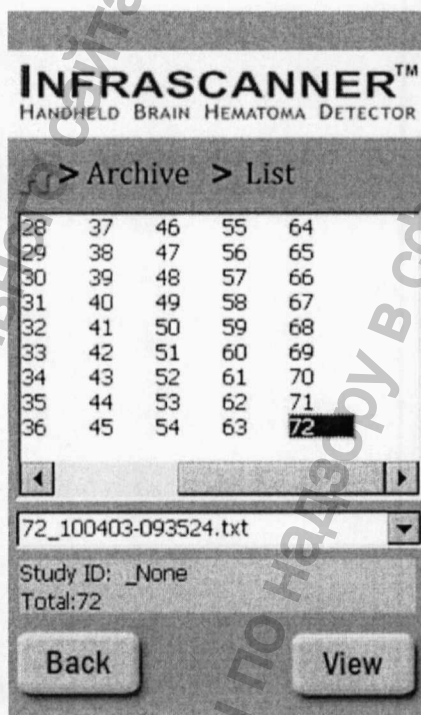 INFRASCANNER™
HANDHELD BRAIN HEMATOMA DETECTOR
> Archive > List
28 37 46 55 64
29 38 47 56 65
30 39 48 57 66
31 40 49 58 67
32 41 50 59 68
33 42 51 60 69
34 43 52 61 70
35 44 53 62 71
36 45 54 63 72
72_100403-093524.txt
Study ID: _None
Total:72
Back View